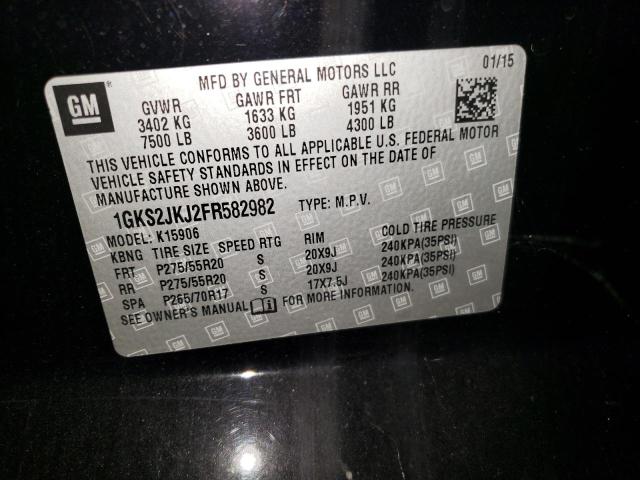 MFD BY GENERAL MOTORS LLC 01/15
GM
GVWR GAWR FRT GAWR RR
3402 KG 1633 KG 1951 KG
7500 LB 3600 LB 4300 LB
THIS VEHICLE CONFORMS TO ALL APPLICABLE U.S. FEDERAL MOTOR
VEHICLE SAFETY STANDARDS IN EFFECT ON THE DATE OF
MANUFACTURE SHOWN ABOVE.
1GKS2JKJ2FR582982 TYPE: M.P.V.
MODEL: K15906
KBNG TIRE SIZE SPEED RTG RIM COLD TIRE PRESSURE
FRT P275/55R20 S 20X9J 240KPA(35PSI)
RR P275/55R20 S 20X9J 240KPA(35PSI)
SPA P265/70R17 S 17X7.5J 240KPA(35PSI)
SEE OWNER'S MANUAL FOR MORE INFORMATION.